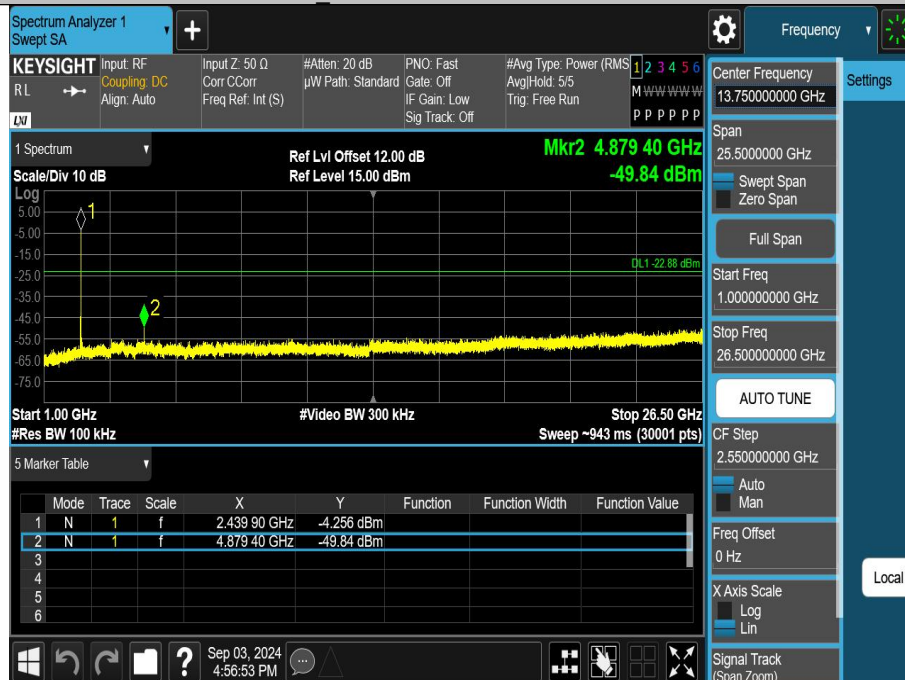 Spectrum Analyzer 1
Swept SA
+
Frequency
KEYSIGHT
RL
LXI
Input: RF
Coupling: DC
Align: Auto
Input Z: 50 Ω
Corr CCorr
Freq Ref: Int (S)
#Atten: 20 dB
µW Path: Standard
PNO: Fast
Gate: Off
IF Gain: Low
Sig Track: Off
#Avg Type: Power (RMS
Avg|Hold: 5/5
Trig: Free Run
1 2 3 4 5 6
M W W W W W
P P P P P P
1 Spectrum
Scale/Div 10 dB
Ref Lvl Offset 12.00 dB
Ref Level 15.00 dBm
Mkr2 4.879 40 GHz
-49.84 dBm
Log
5.00
-5.00
-15.0
-25.0
-35.0
-45.0
-55.0
-65.0
-75.0
1
2
DL1 -22.88 dBm
Start 1.00 GHz
#Video BW 300 kHz
Stop 26.50 GHz
#Res BW 100 kHz
Sweep ~943 ms (30001 pts)
5 Marker Table
Mode Trace Scale X Y Function Function Width Function Value
1 N 1 f 2.439 90 GHz -4.256 dBm
2 N 1 f 4.879 40 GHz -49.84 dBm
3
4
5
6
?
Sep 03, 2024
4:56:53 PM
Center Frequency
13.750000000 GHz
Span
25.5000000 GHz
Swept Span
Zero Span
Full Span
Start Freq
1.000000000 GHz
Stop Freq
26.500000000 GHz
AUTO TUNE
CF Step
2.550000000 GHz
Auto
Man
Freq Offset
0 Hz
X Axis Scale
Log
Lin
Signal Track
(Span Zoom)
Settings
Local